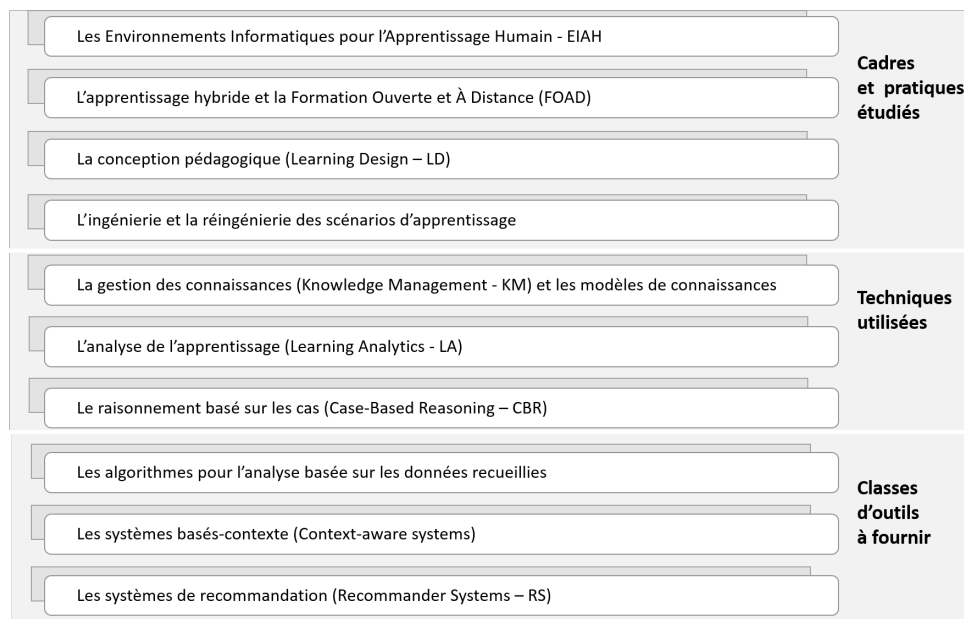 Les Environnements Informatiques pour l'Apprentissage Humain - EIAH
L'apprentissage hybride et la Formation Ouverte et À Distance (FOAD)
La conception pédagogique (Learning Design – LD)
L'ingénierie et la réingénierie des scénarios d'apprentissage
Cadres
et pratiques
étudiés
La gestion des connaissances (Knowledge Management - KM) et les modèles de connaissances
L'analyse de l'apprentissage (Learning Analytics - LA)
Le raisonnement basé sur les cas (Case-Based Reasoning – CBR)
Techniques
utilisées
Les algorithmes pour l'analyse basée sur les données recueillies
Les systèmes basés-contexte (Context-aware systems)
Les systèmes de recommandation (Recommander Systems – RS)
Classes
d'outils
à fournir